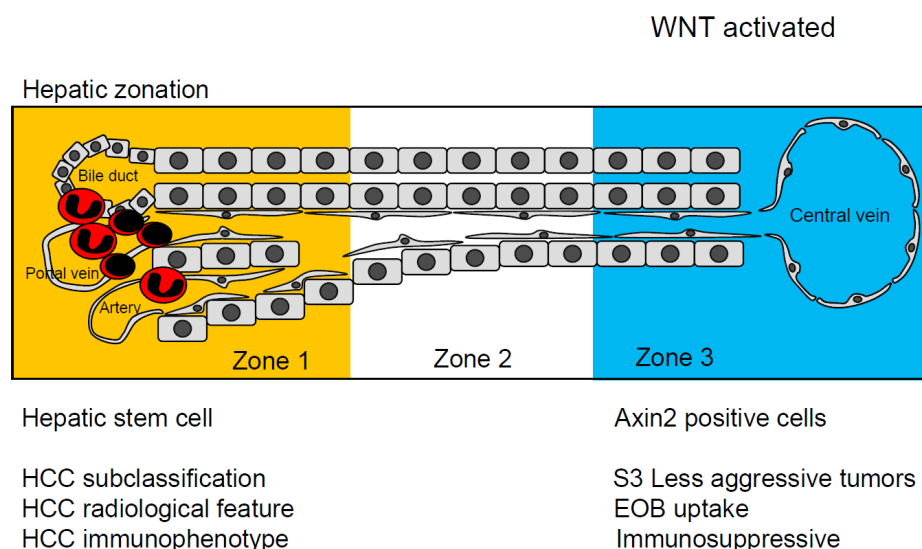 WNT activated
Hepatic zonation
Bile duct
Central vein
Portal vein
Artery
Zone 1
Zone 2
Zone 3
Hepatic stem cell
Axin2 positive cells
HCC subclassification
S3 Less aggressive tumors
HCC radiological feature
EOB uptake
HCC immunophenotype
Immunosuppressive